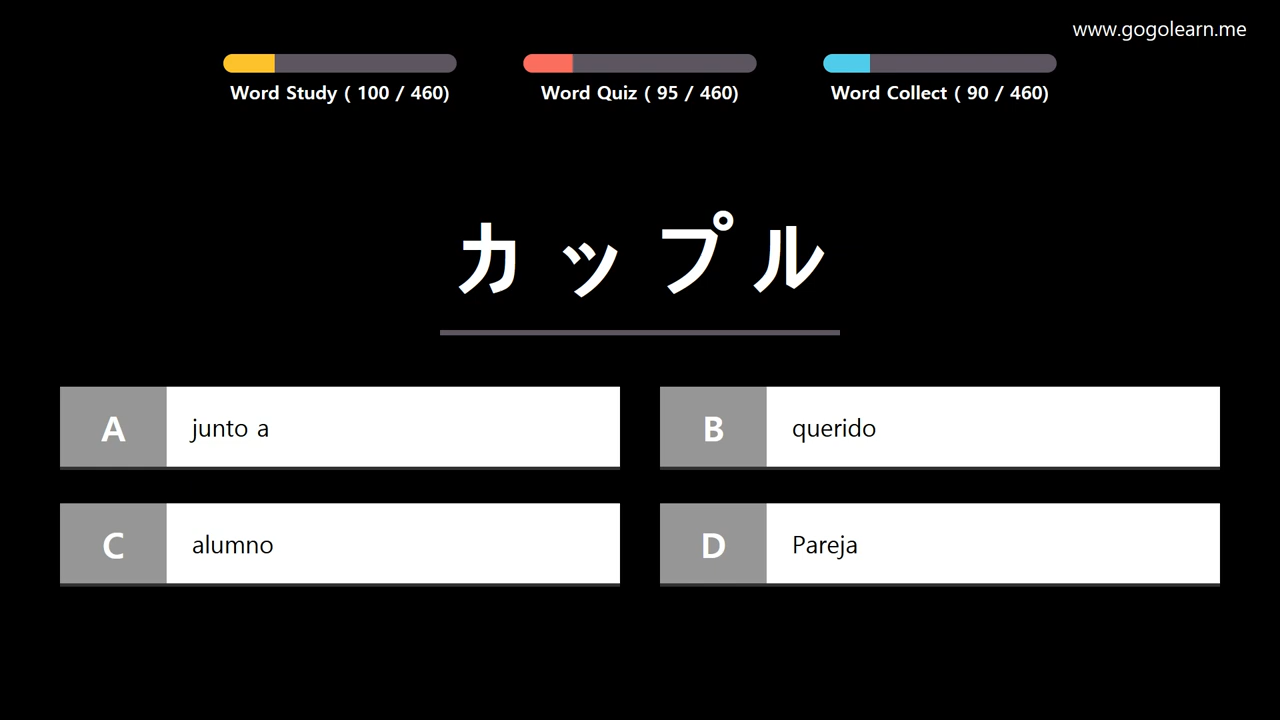 www.gogolearn.me
Word Study ( 100 / 460)
Word Quiz ( 95 / 460)
Word Collect ( 90 / 460)
カップル
A junto a
B querido
C alumno
D Pareja